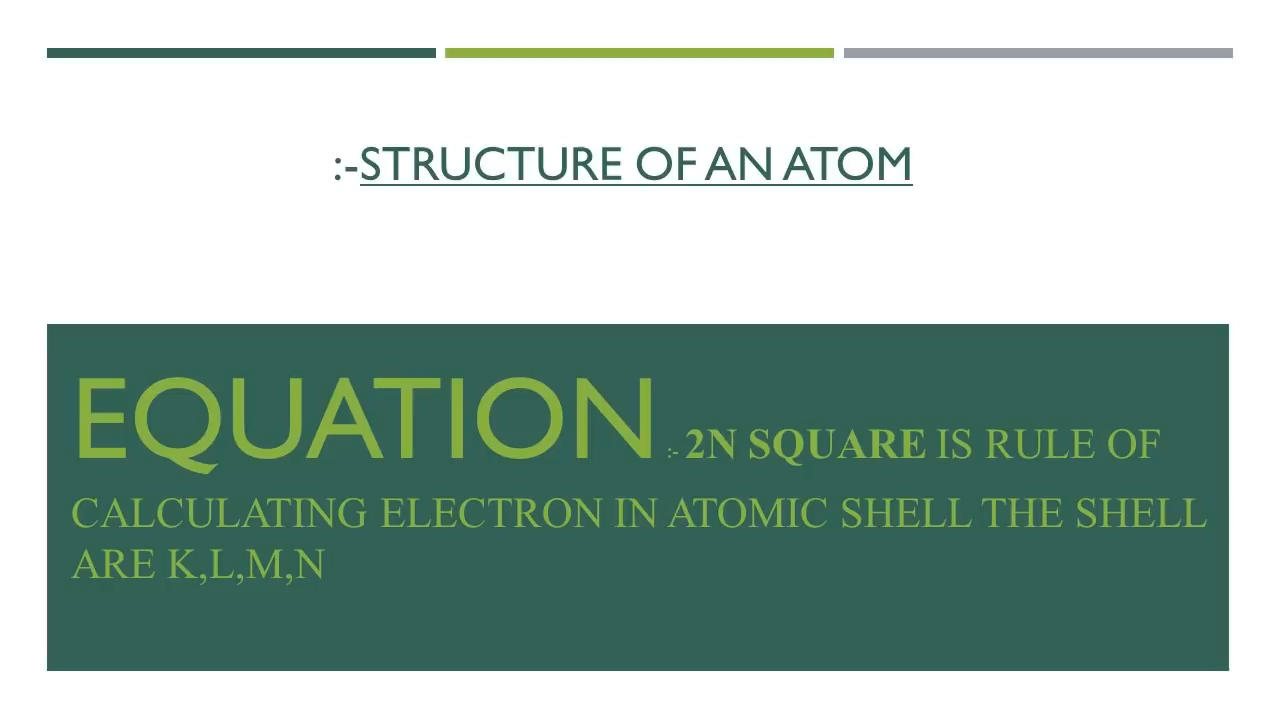 :-STRUCTURE OF AN ATOM
EQUATION :- 2N SQUARE IS RULE OF
CALCULATING ELECTRON IN ATOMIC SHELL THE SHELL
ARE K,L,M,N